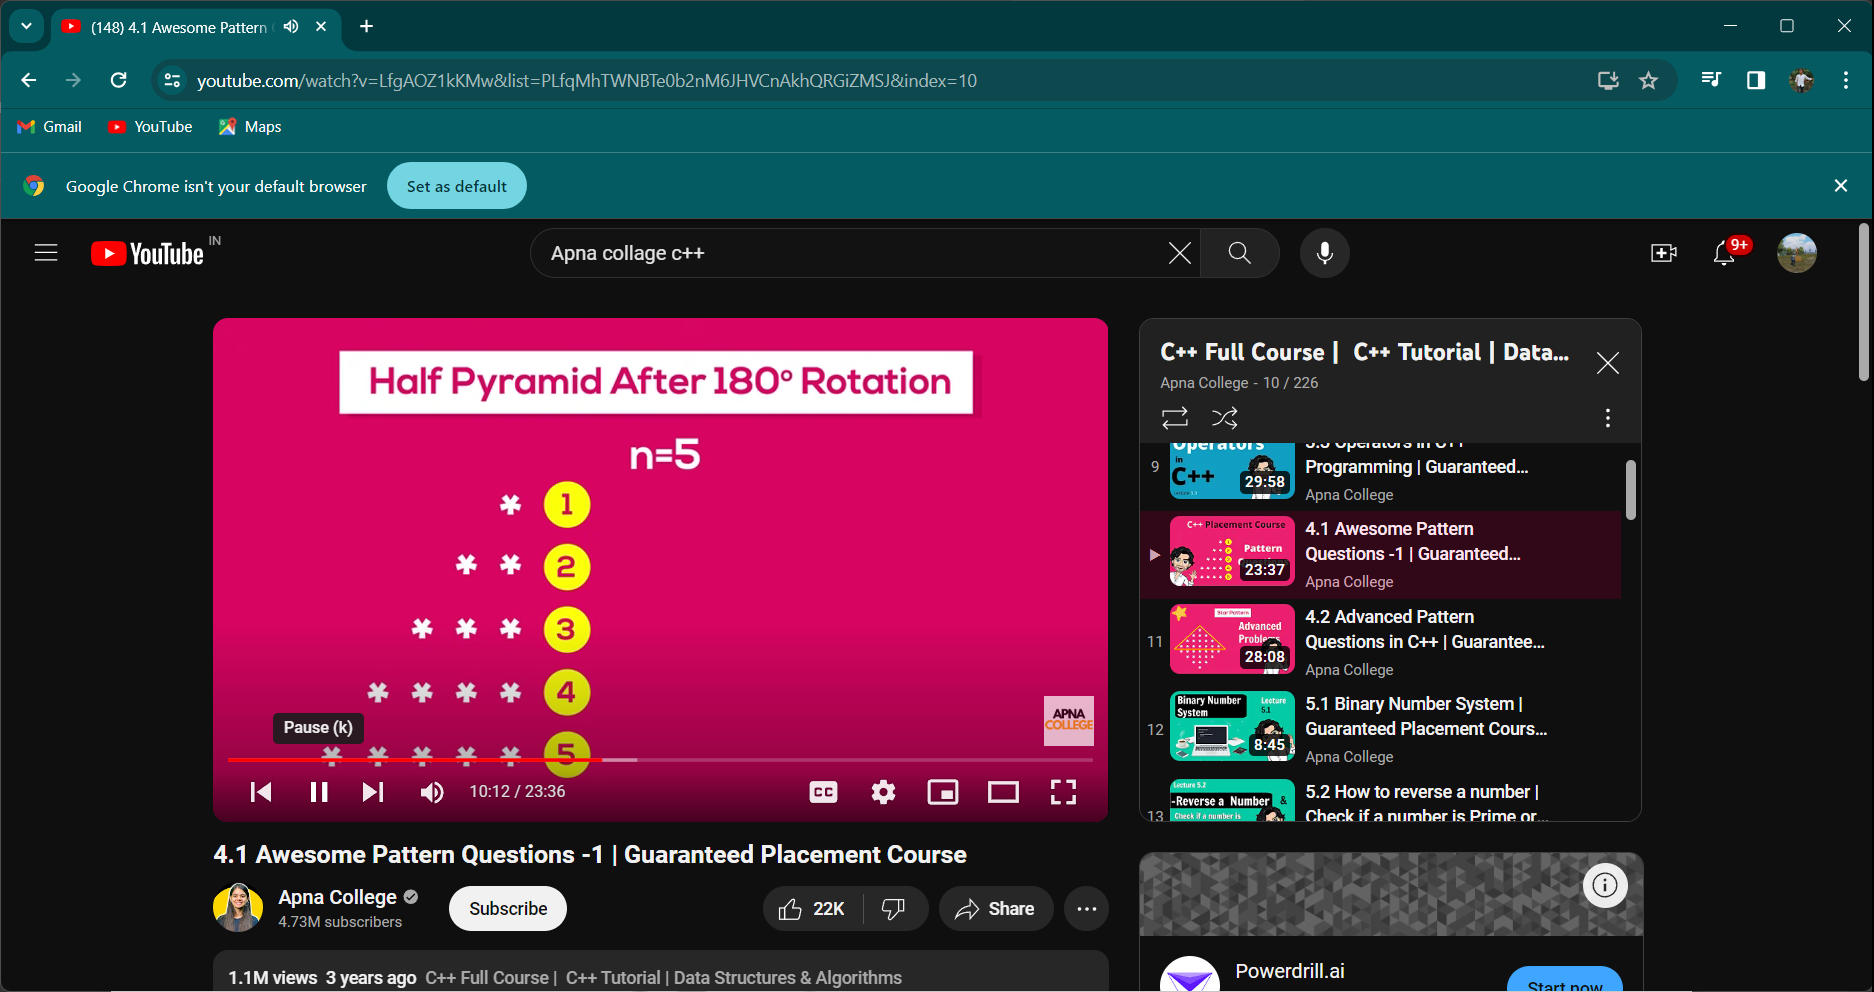 (148) 4.1 Awesome Pattern
youtube.com/watch?v=LfgAOZ1kKMw&list=PLfqMhTWNBTe0b2nM6JHVCnAkhQRGiZMSJ&index=10
Gmail YouTube Maps
Google Chrome isn't your default browser Set as default
YouTube IN
Apna collage c++
9+
Half Pyramid After 180° Rotation
n=5
* 1
* * 2
* * * 3
* * * * 4
* * * * * 5
APNA
COLLEGE
Pause (k)
CC
10:12 / 23:36
4.1 Awesome Pattern Questions -1 | Guaranteed Placement Course
Apna College
4.73M subscribers
Subscribe
22K
Share
1.1M views 3 years ago C++ Full Course | C++ Tutorial | Data Structures & Algorithms
C++ Full Course | C++ Tutorial | Data...
Apna College - 10 / 226
9
Operators
in
C++
29:58
3.3 Operators in C++
Programming | Guaranteed...
Apna College
C++ Placement Course
Pattern
23:37
4.1 Awesome Pattern
Questions -1 | Guaranteed...
Apna College
11
Star Pattern
Advanced
Problems
28:08
4.2 Advanced Pattern
Questions in C++ | Guarantee...
Apna College
12
Binary Number
System
Lecture
5.1
8:45
5.1 Binary Number System |
Guaranteed Placement Cours...
Apna College
13
Lecture 5.2
-Reverse a Number &
Check if a number is
5.2 How to reverse a number |
Check if a number is Prime or...
Powerdrill.ai
Start now